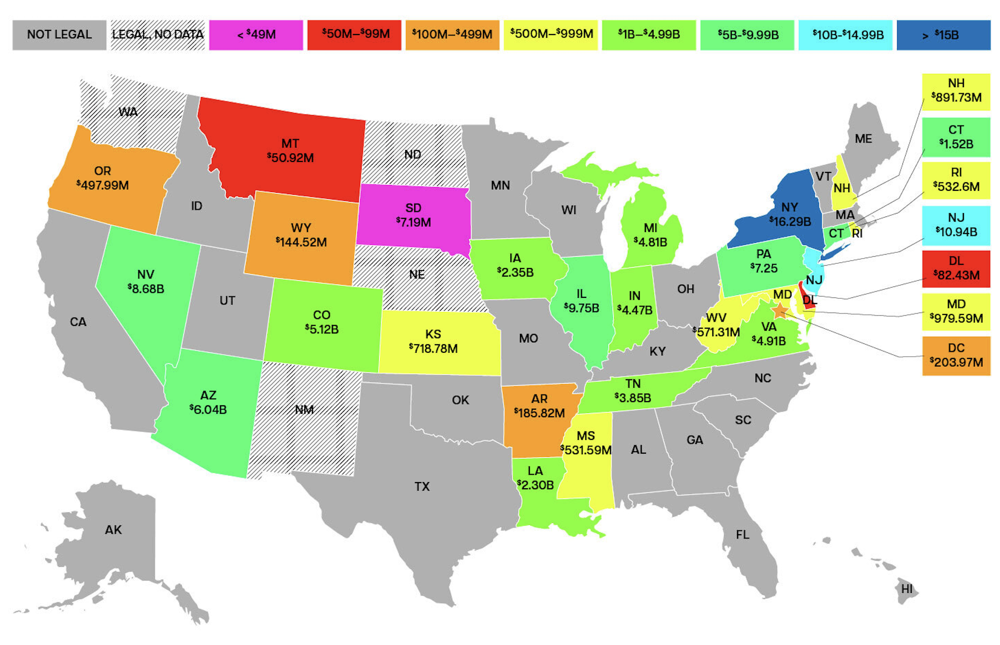 NOT LEGAL
LEGAL, NO DATA
< $49M
$50M–$99M
$100M–$499M
$500M–$999M
$1B–$4.99B
$5B-$9.99B
$10B-$14.99B
> $15B
WA
OR
$497.99M
ID
MT
$50.92M
ND
MN
WI
MI
$4.81B
SD
$7.19M
WY
$144.52M
NE
IA
$2.35B
NV
$8.68B
UT
CA
CO
$5.12B
KS
$718.78M
MO
IL
$9.75B
IN
$4.47B
OH
KY
WV
$571.31M
VA
$4.91B
PA
$7.25
NY
$16.29B
VT
NH
ME
MA
CT
RI
NJ
MD
DL
NH
$891.73M
CT
$1.52B
RI
$532.6M
NJ
$10.94B
DL
$82.43M
MD
$979.59M
DC
$203.97M
AZ
$6.04B
NM
OK
TX
AR
$185.82M
TN
$3.85B
NC
SC
GA
AL
MS
$531.59M
LA
$2.30B
FL
AK
HI